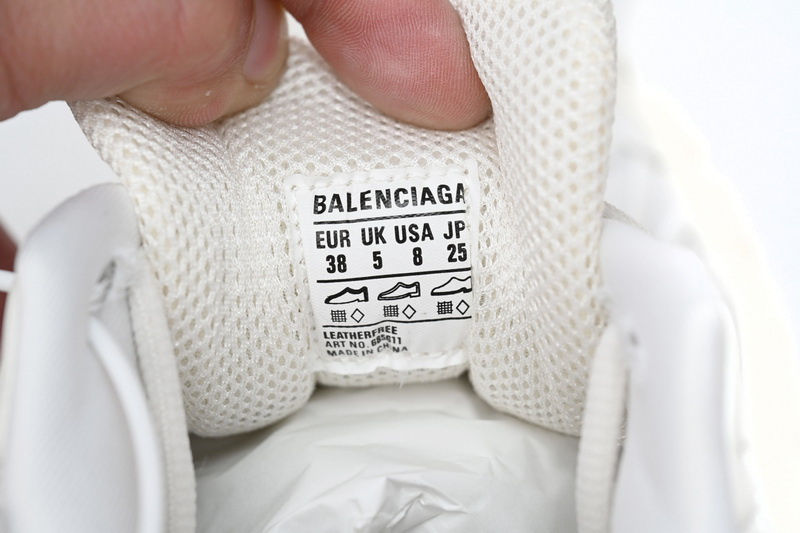 BALENCIAGA
EUR UK USA JP
38 5 8 25
LEATHERFREE
ART NO.
MADE IN CHINA